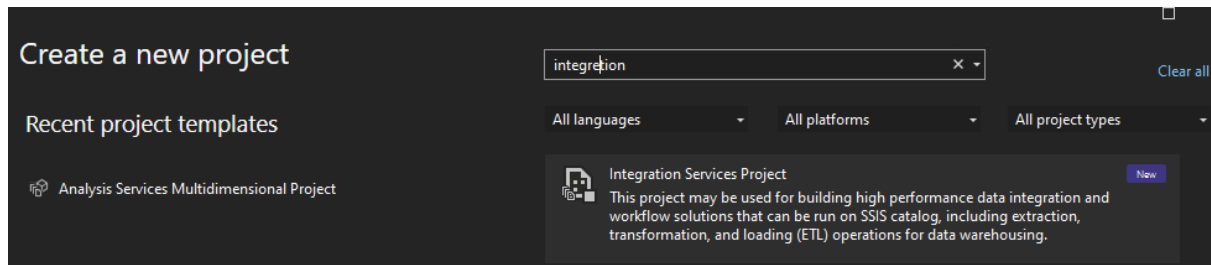 Create a new project
integretion
Clear all
Recent project templates
All languages
All platforms
All project types
Analysis Services Multidimensional Project
Integration Services Project
New
This project may be used for building high performance data integration and
workflow solutions that can be run on SSIS catalog, including extraction,
transformation, and loading (ETL) operations for data warehousing.